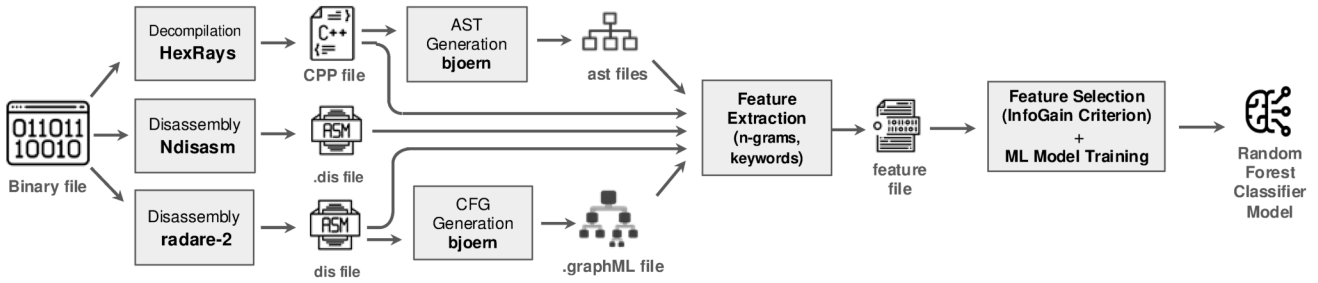 Decompilation
HexRays
C++
CPP file
AST
Generation
bjoern
ast files
011011
10010
Binary file
Disassembly
Ndisasm
ASM
.dis file
Disassembly
radare-2
ASM
dis file
CFG
Generation
bjoern
.graphML file
Feature
Extraction
(n-grams,
keywords)
feature
file
Feature Selection
(InfoGain Criterion)
+
ML Model Training
Random
Forest
Classifier
Model